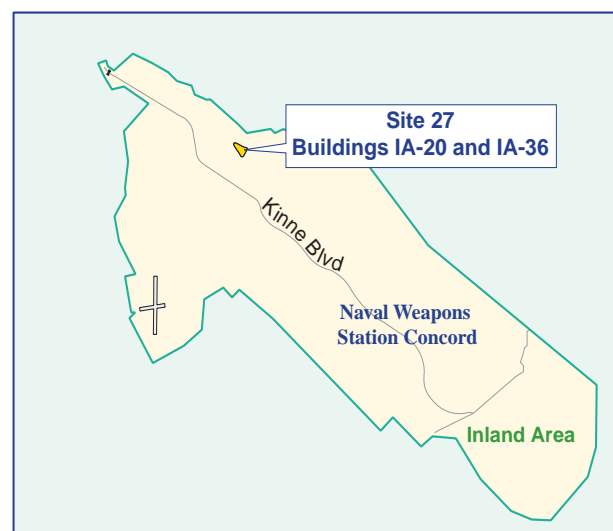 Site 27
Buildings IA-20 and IA-36
Kinne Blvd
Naval Weapons
Station Concord
Inland Area